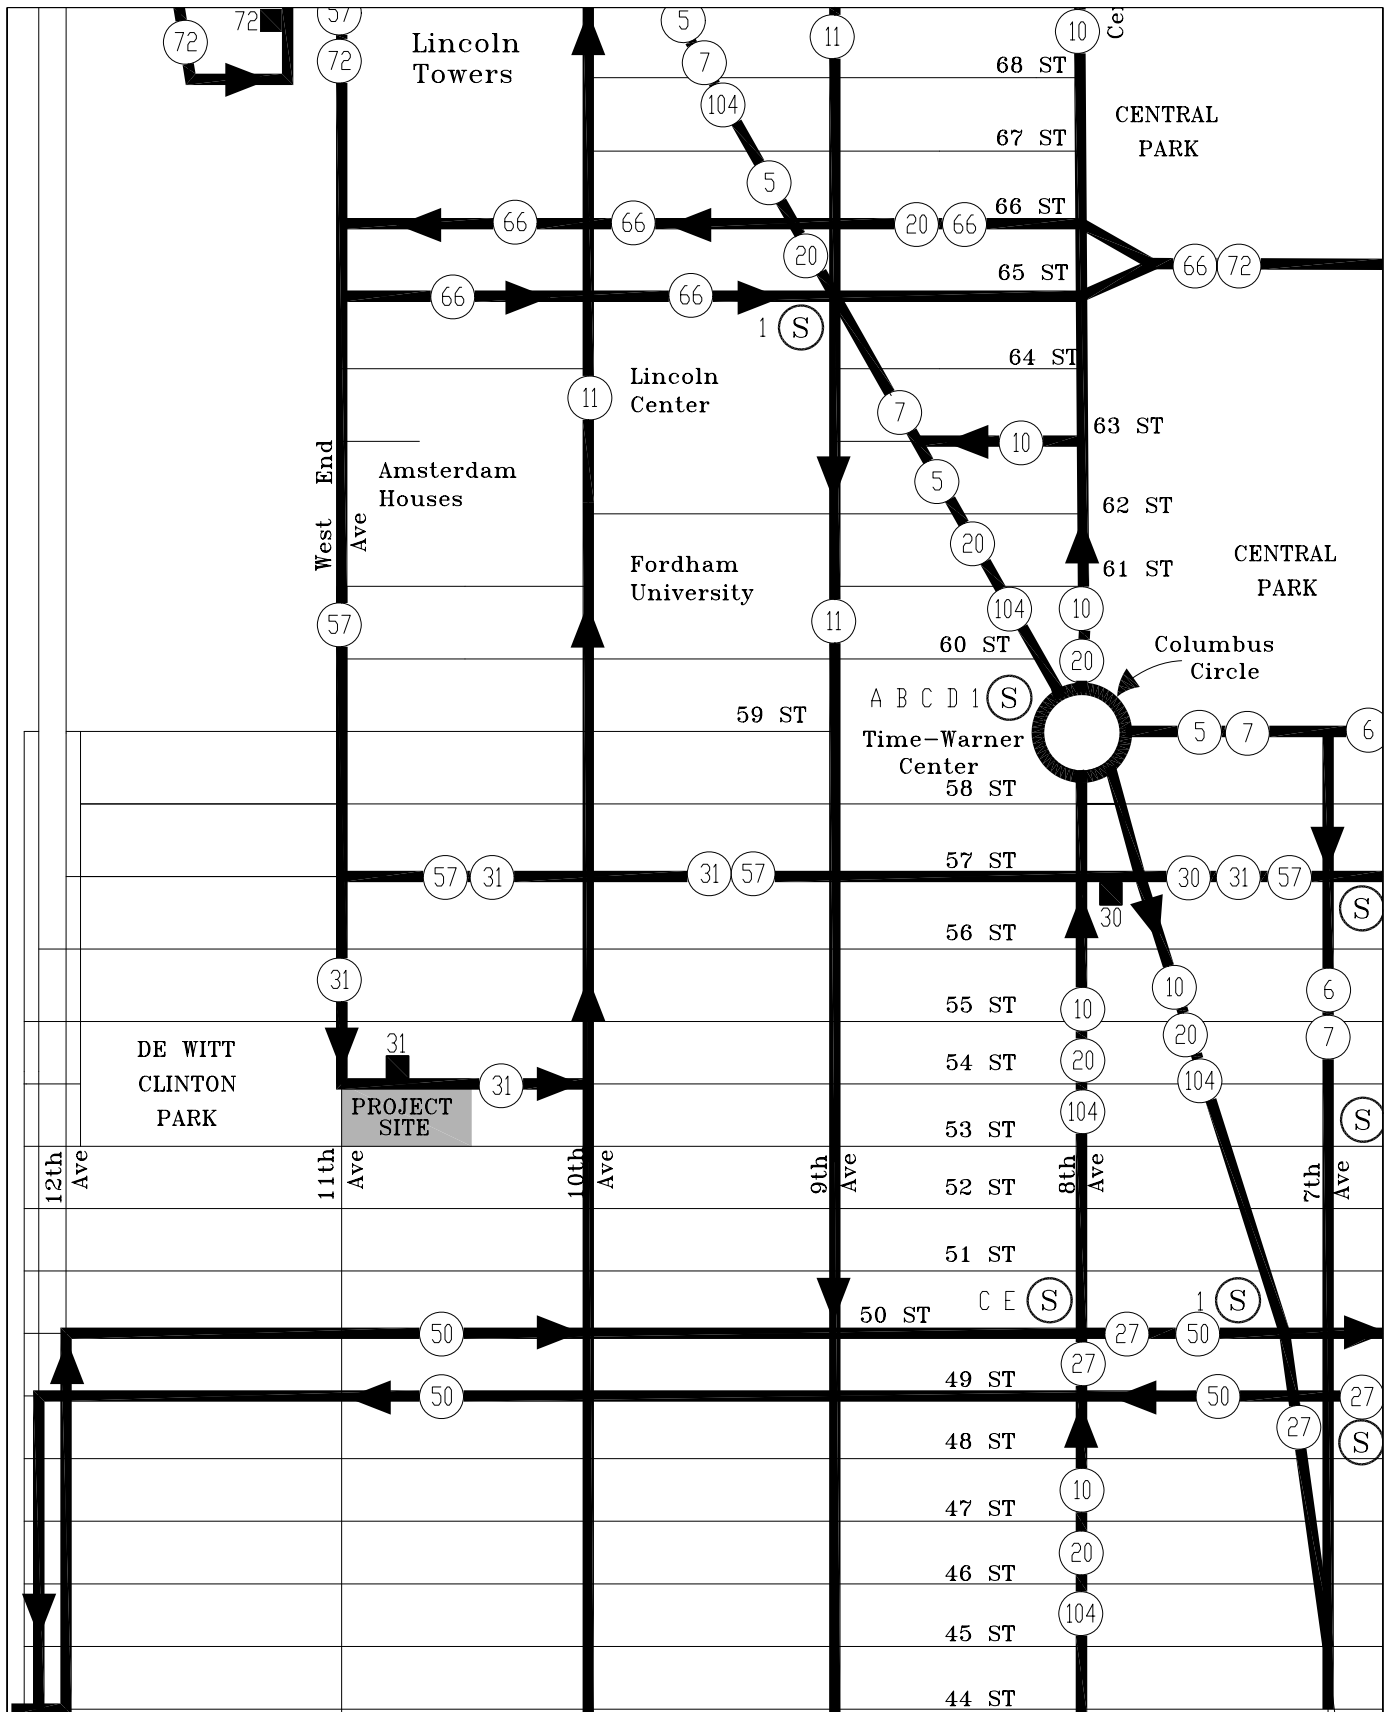 57
5
72
72
10
Cen
11
Lincoln
Towers
72
7
68 ST
104
CENTRAL
PARK
67 ST
5
66 ST
66
66
20 66
20
65 ST
66 72
66
66
1 S
64 ST
Lincoln
Center
11
7
63 ST
10
West End
Ave
Amsterdam
Houses
5
62 ST
20
CENTRAL
PARK
Fordham
University
61 ST
104
10
57
11
60 ST
20
Columbus
Circle
A B C D 1 S
59 ST
5 7 6
Time-Warner
Center
58 ST
57 ST
57 31
31 57
30 31 57
30
S
56 ST
31
10
6
55 ST
10
20
7
DE WITT
CLINTON
PARK
31
54 ST
20
104
31
PROJECT
SITE
104
S
53 ST
12th
Ave
11th
Ave
10th
Ave
9th
Ave
8th
Ave
7th
Ave
52 ST
51 ST
C E S
1 S
50 ST
50
27 50
27
49 ST
50
50
27
27
S
48 ST
10
47 ST
20
46 ST
104
45 ST
44 ST